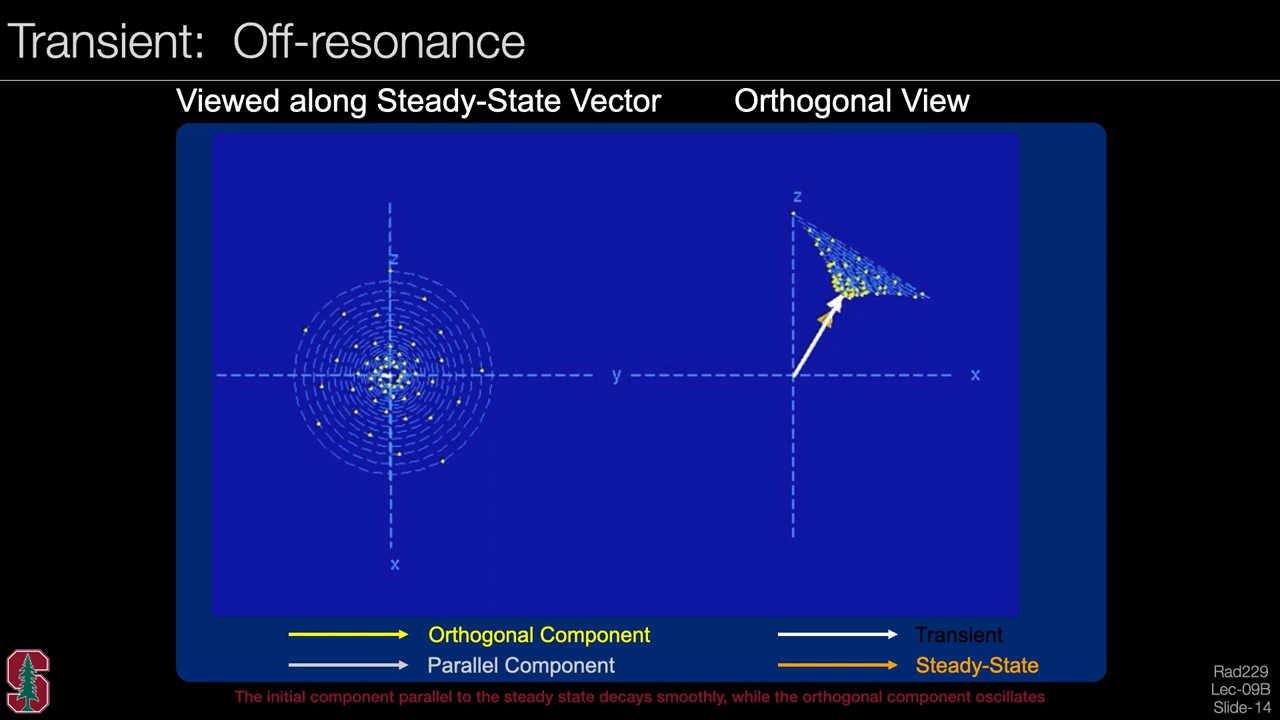 Transient: Off-resonance
Viewed along Steady-State Vector
Orthogonal View
z
z
y
x
x
Orthogonal Component
Transient
Parallel Component
Steady-State
The initial component parallel to the steady state decays smoothly, while the orthogonal component oscillates
Rad229
Lec-09B
Slide-14
S